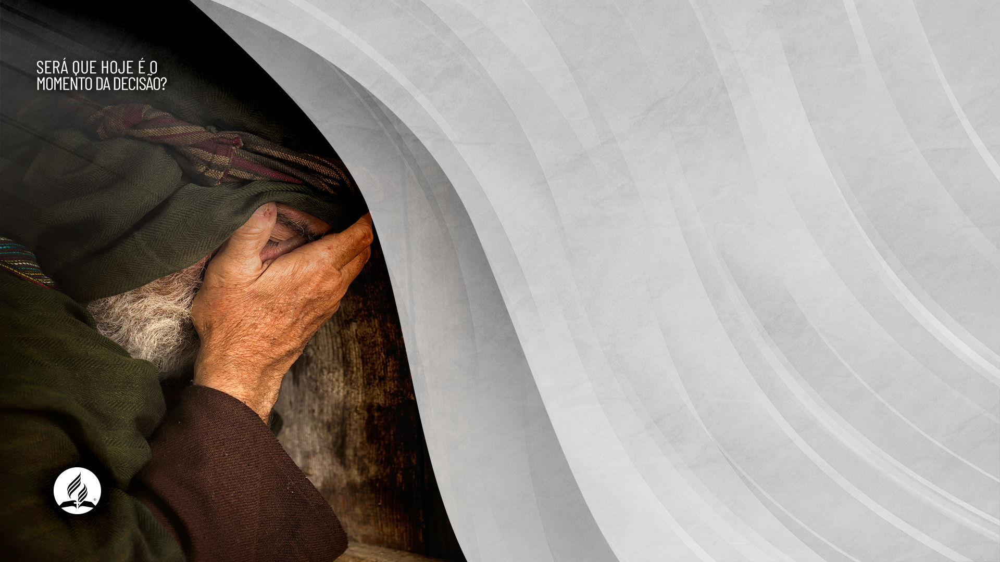 SERÁ QUE HOJE É O
MOMENTO DA DECISÃO?
®